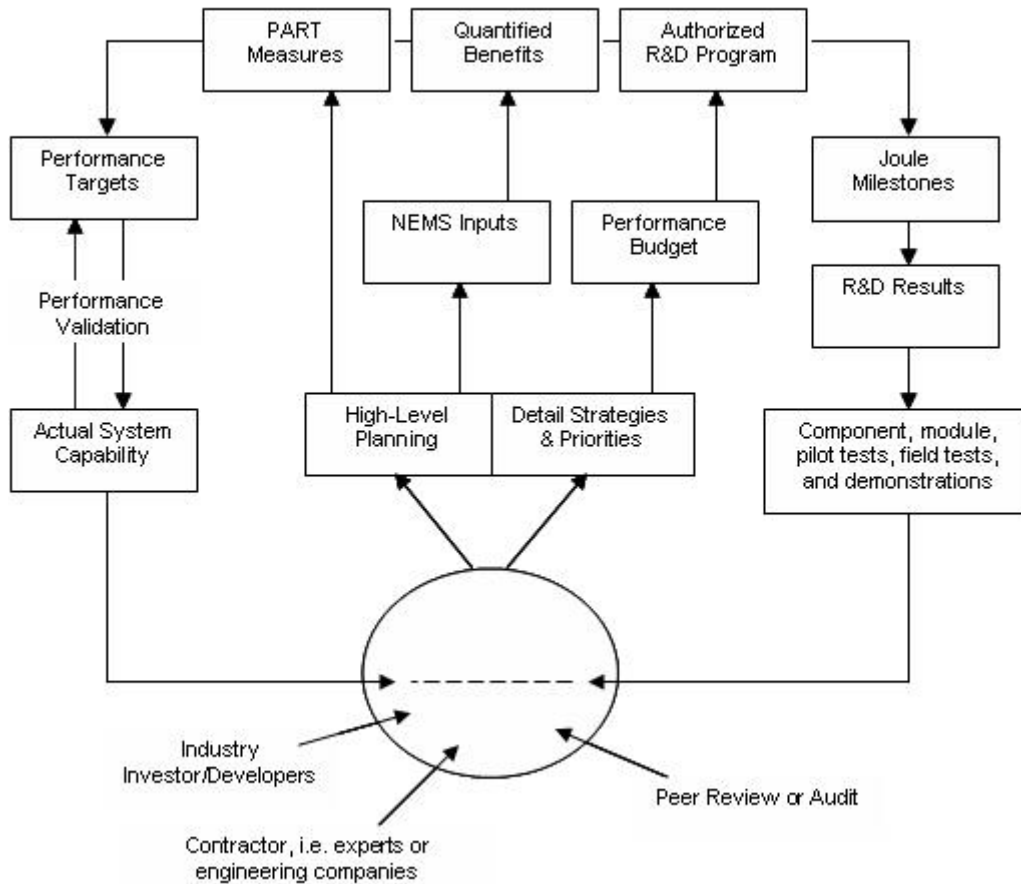 PART
Measures
Quantified
Benefits
Authorized
R&D Program
Performance
Targets
Joule
Milestones
NEMS Inputs
Performance
Budget
R&D Results
Performance
Validation
Actual System
Capability
High-Level
Planning
Detail Strategies
& Priorities
Component, module,
pilot tests, field tests,
and demonstrations
Industry
Investor/Developers
Peer Review or Audit
Contractor, i.e. experts or
engineering companies